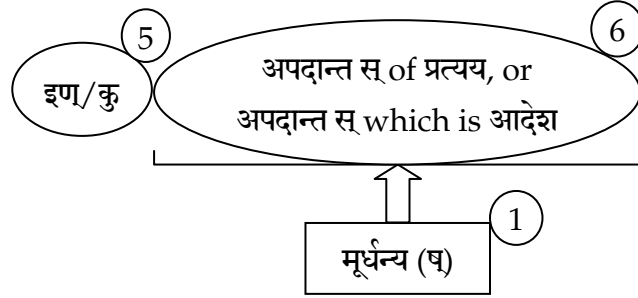 5
6
इण्/कु
अपदान्त स् of प्रत्यय, or
अपदान्त स् which is आदेश
1
मूर्धन्य (ष्)